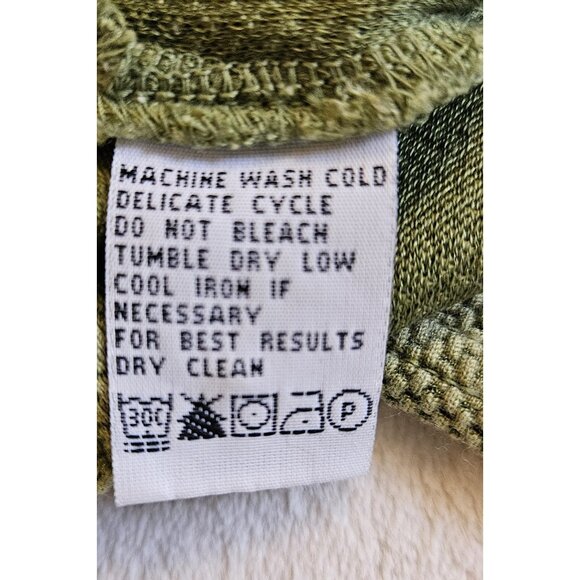 MACHINE WASH COLD
DELICATE CYCLE
DO NOT BLEACH
TUMBLE DRY LOW
COOL IRON IF
NECESSARY
FOR BEST RESULTS
DRY CLEAN
30C P